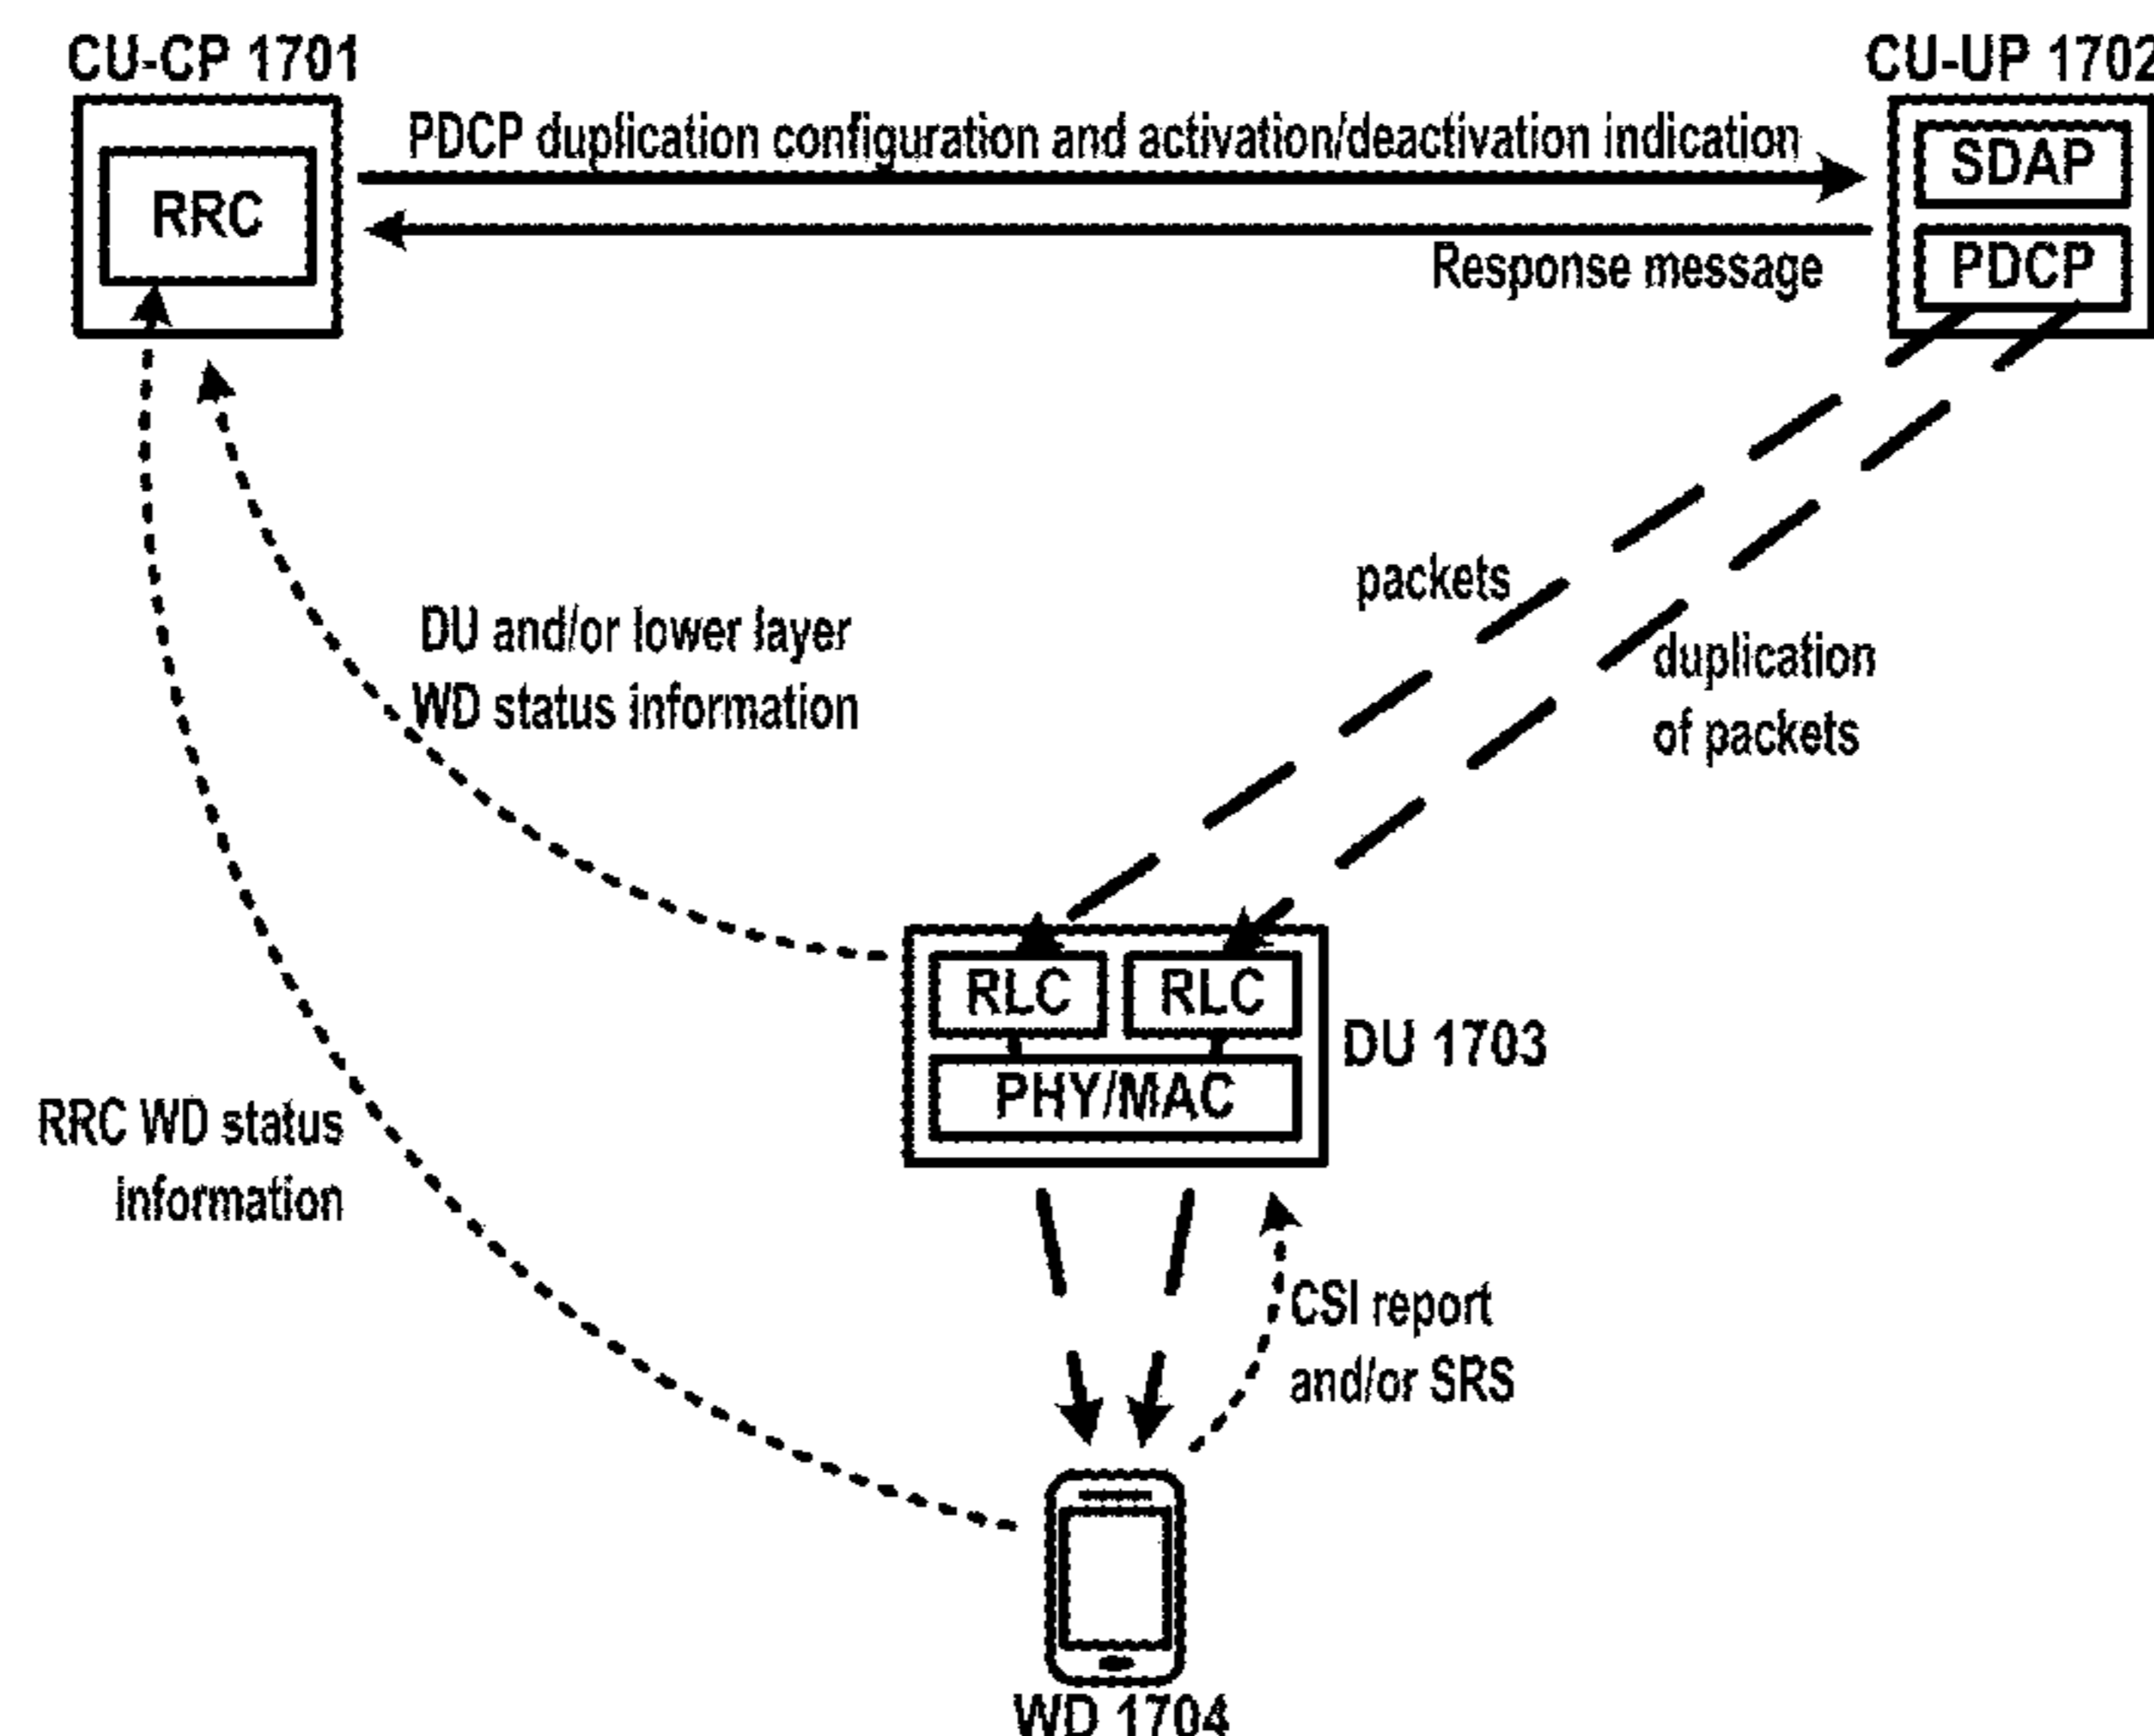 CU-CP 1701
CU-UP 1702
PDCP duplication configuration and activation/deactivation indication
RRC
SDAP
PDCP
Response message
packets
duplication
of packets
DU and/or lower layer
WD status information
RLC
RLC
DU 1703
PHY/MAC
RRC WD status
information
CSI report
and/or SRS
WD 1704